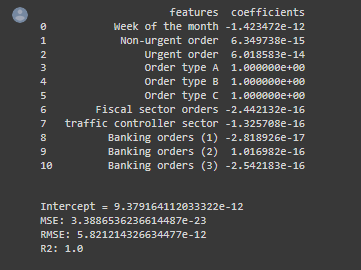 features coefficients
0 Week of the month -1.423472e-12
1 Non-urgent order 6.349738e-15
2 Urgent order 6.018583e-14
3 Order type A 1.000000e+00
4 Order type B 1.000000e+00
5 Order type C 1.000000e+00
6 Fiscal sector orders -2.442132e-16
7 traffic controller sector -1.325708e-16
8 Banking orders (1) -2.818926e-17
9 Banking orders (2) 1.016982e-16
10 Banking orders (3) -2.542183e-16
Intercept = 9.379164112033322e-12
MSE: 3.3886536236614487e-23
RMSE: 5.821214326634477e-12
R2: 1.0